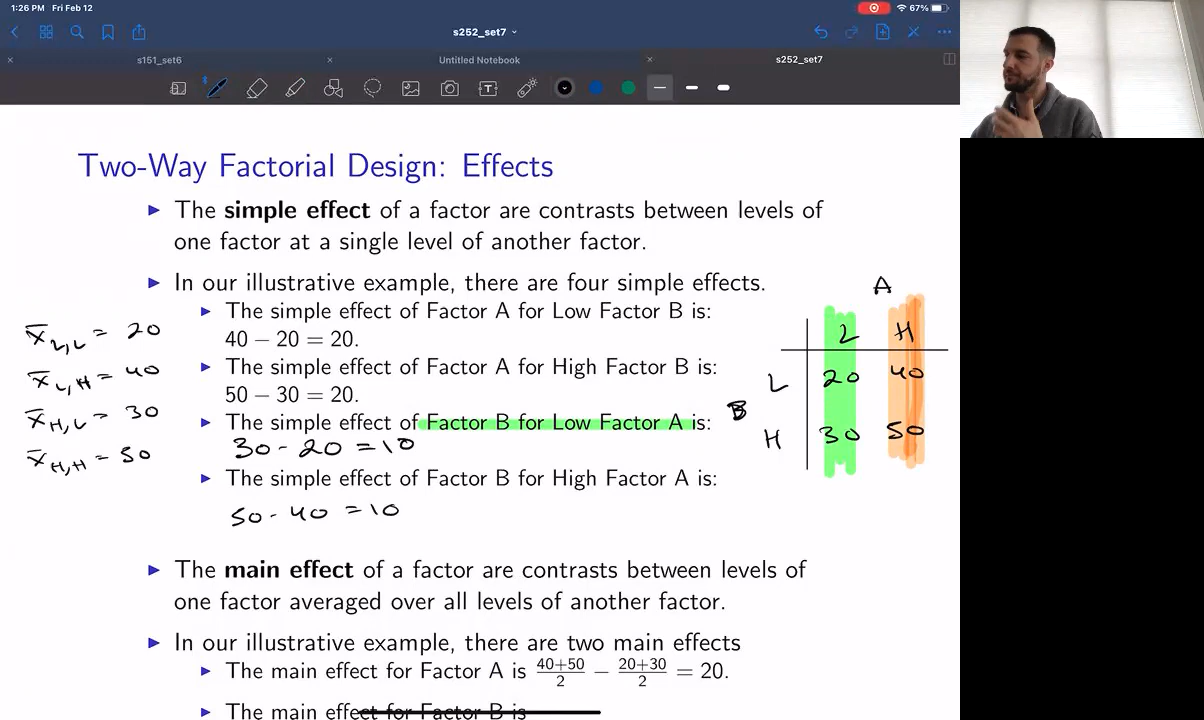 1:26 PM Fri Feb 12
67%
s252_set7
s151_set6
Untitled Notebook
s252_set7
Two-Way Factorial Design: Effects
▶ The simple effect of a factor are contrasts between levels of
one factor at a single level of another factor.
▶ In our illustrative example, there are four simple effects.
▶ The simple effect of Factor A for Low Factor B is:
40 − 20 = 20.
▶ The simple effect of Factor A for High Factor B is:
50 − 30 = 20.
▶ The simple effect of Factor B for Low Factor A is:
30 - 20 = 10
▶ The simple effect of Factor B for High Factor A is:
50 - 40 = 10
x̄L,L = 20
x̄L,H = 40
x̄H,L = 30
x̄H,H = 50
A
L H
L 20 40
B
H 30 50
▶ The main effect of a factor are contrasts between levels of
one factor averaged over all levels of another factor.
▶ In our illustrative example, there are two main effects
▶ The main effect for Factor A is (40+50)/2 − (20+30)/2 = 20.
▶ The main effect for Factor B is